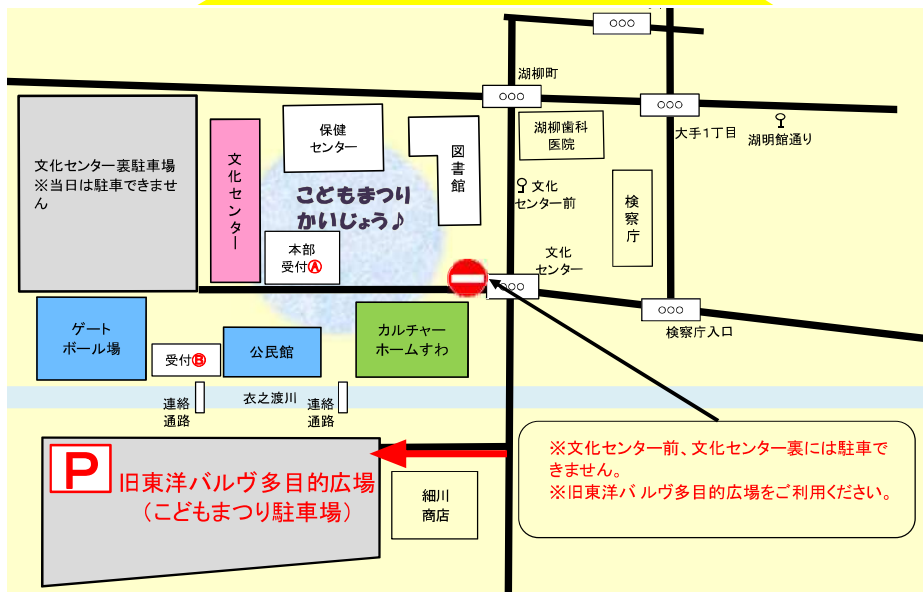 ○○○
湖柳町
○○○
○○○
大手1丁目
湖明館通り
文化センター裏駐車場
※当日は駐車できませ
ん
文化センター
保健
センター
図書館
湖柳歯科
医院
文化
センター前
検察庁
こどもまつり
かいじょう♪
本部
受付Ⓐ
文化
センター
○○○
○○○
検察庁入口
ゲート
ボール場
受付Ⓑ
公民館
カルチャー
ホームすわ
連絡
通路
衣之渡川
連絡
通路
P
旧東洋バルヴ多目的広場
（こどもまつり駐車場）
細川
商店
※文化センター前、文化センター裏には駐車で
きません。
※旧東洋バルヴ多目的広場をご利用ください。